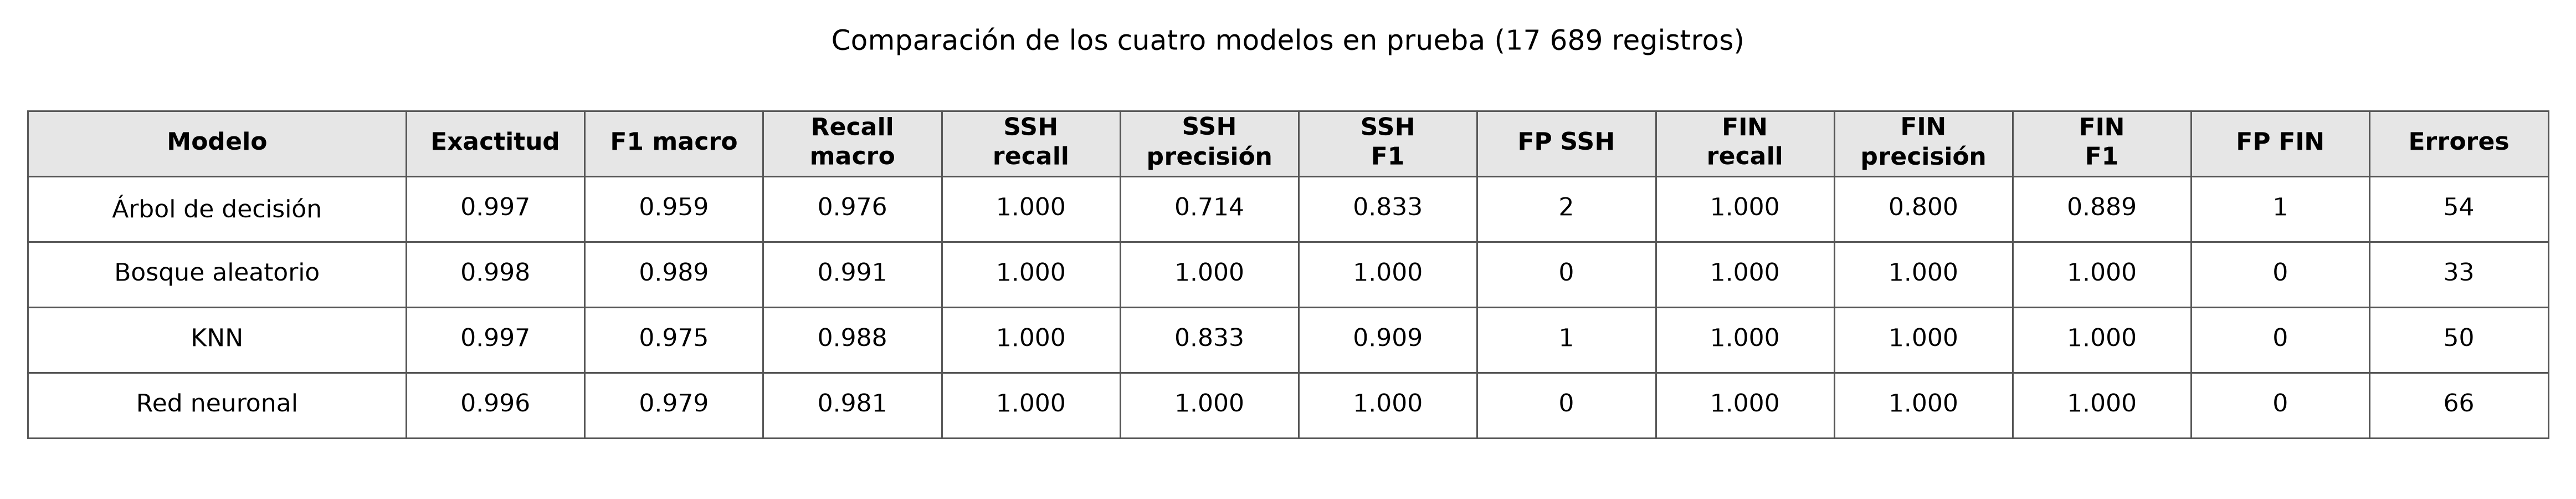 Comparación de los cuatro modelos en prueba (17 689 registros)
Modelo Exactitud F1 macro Recall macro SSH recall SSH precisión SSH F1 FP SSH FIN recall FIN precisión FIN F1 FP FIN Errores
Árbol de decisión 0.997 0.959 0.976 1.000 0.714 0.833 2 1.000 0.800 0.889 1 54
Bosque aleatorio 0.998 0.989 0.991 1.000 1.000 1.000 0 1.000 1.000 1.000 0 33
KNN 0.997 0.975 0.988 1.000 0.833 0.909 1 1.000 1.000 1.000 0 50
Red neuronal 0.996 0.979 0.981 1.000 1.000 1.000 0 1.000 1.000 1.000 0 66